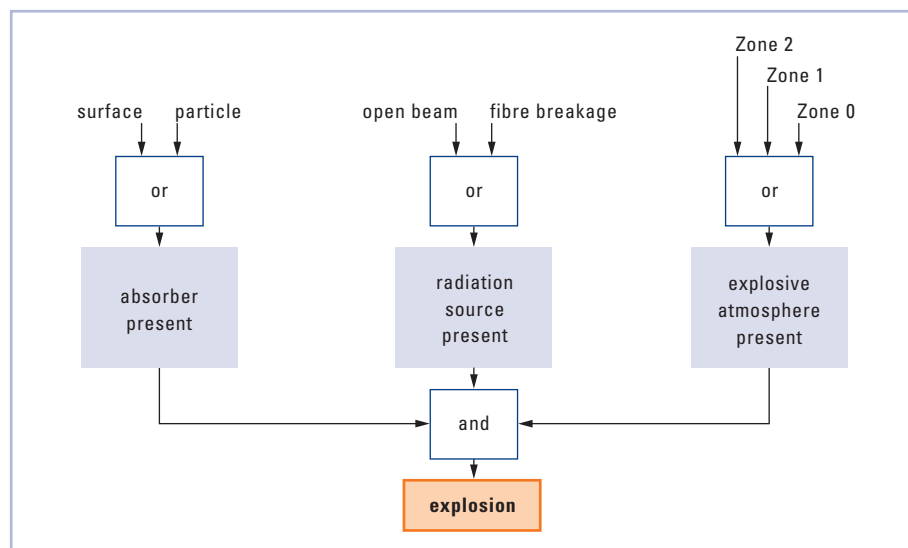 Zone 2
Zone 1
surface
particle
open beam
fibre breakage
Zone 0
or
or
or
absorber
present
radiation
source
present
explosive
atmosphere
present
and
explosion